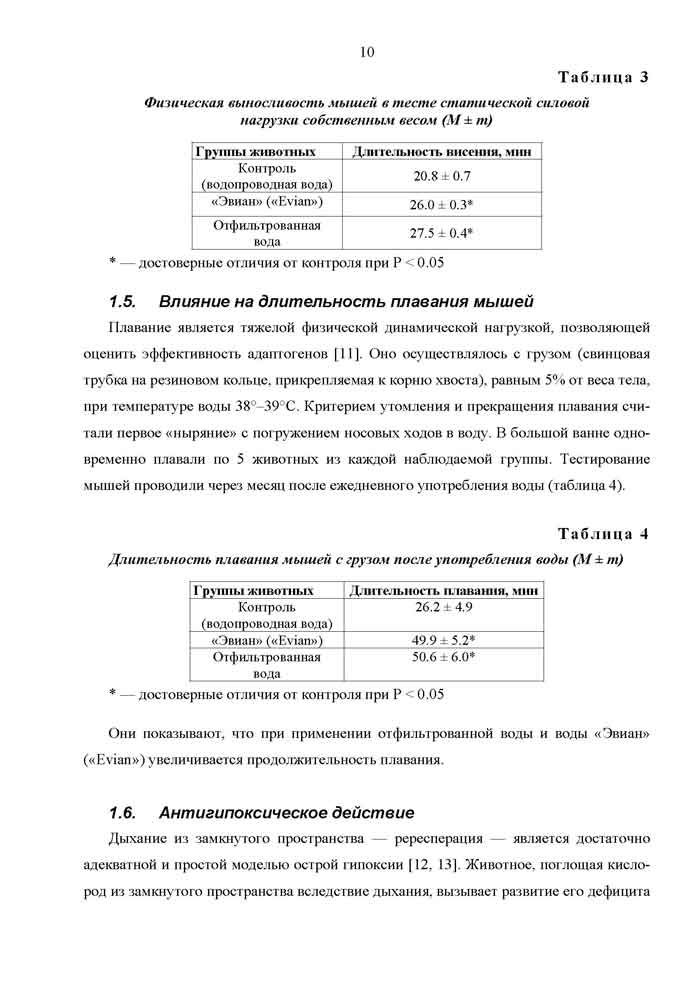 10
Таблица 3
Физическая выносливость мышей в тесте статической силовой
нагрузки собственным весом (М ± m)
Группы животных Длительность висения, мин
Контроль
(водопроводная вода) 20.8 ± 0.7
«Эвиан» («Evian») 26.0 ± 0.3*
Отфильтрованная
вода 27.5 ± 0.4*
* — достоверные отличия от контроля при P < 0.05
1.5. Влияние на длительность плавания мышей
Плавание является тяжелой физической динамической нагрузкой, позволяющей
оценить эффективность адаптогенов [11]. Оно осуществлялось с грузом (свинцовая
трубка на резиновом кольце, прикрепляемая к корню хвоста), равным 5% от веса тела,
при температуре воды 38°–39°С. Критерием утомления и прекращения плавания счи-
тали первое «ныряние» с погружением носовых ходов в воду. В большой ванне одно-
временно плавали по 5 животных из каждой наблюдаемой группы. Тестирование
мышей проводили через месяц после ежедневного употребления воды (таблица 4).
Таблица 4
Длительность плавания мышей с грузом после употребления воды (М ± m)
Группы животных Длительность плавания, мин
Контроль 26.2 ± 4.9
(водопроводная вода)
«Эвиан» («Evian») 49.9 ± 5.2*
Отфильтрованная 50.6 ± 6.0*
вода
* — достоверные отличия от контроля при P < 0.05
Они показывают, что при применении отфильтрованной воды и воды «Эвиан»
(«Evian») увеличивается продолжительность плавания.
1.6. Антигипоксическое действие
Дыхание из замкнутого пространства — рересперация — является достаточно
адекватной и простой моделью острой гипоксии [12, 13]. Животное, поглощая кисло-
род из замкнутого пространства вследствие дыхания, вызывает развитие его дефицита